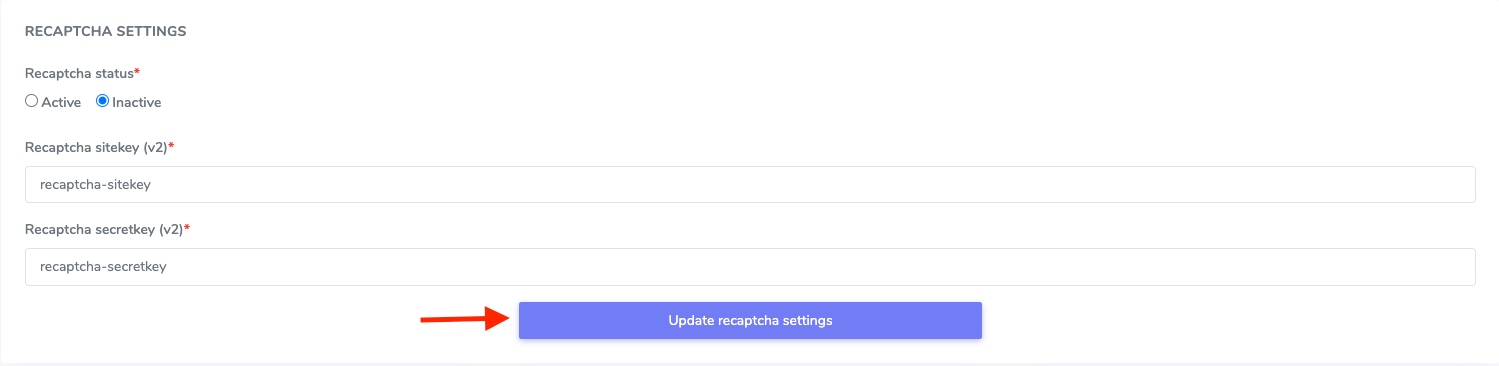 RECAPTCHA SETTINGS
Recaptcha status*
Active Inactive
Recaptcha sitekey (v2)*
recaptcha-sitekey
Recaptcha secretkey (v2)*
recaptcha-secretkey
Update recaptcha settings